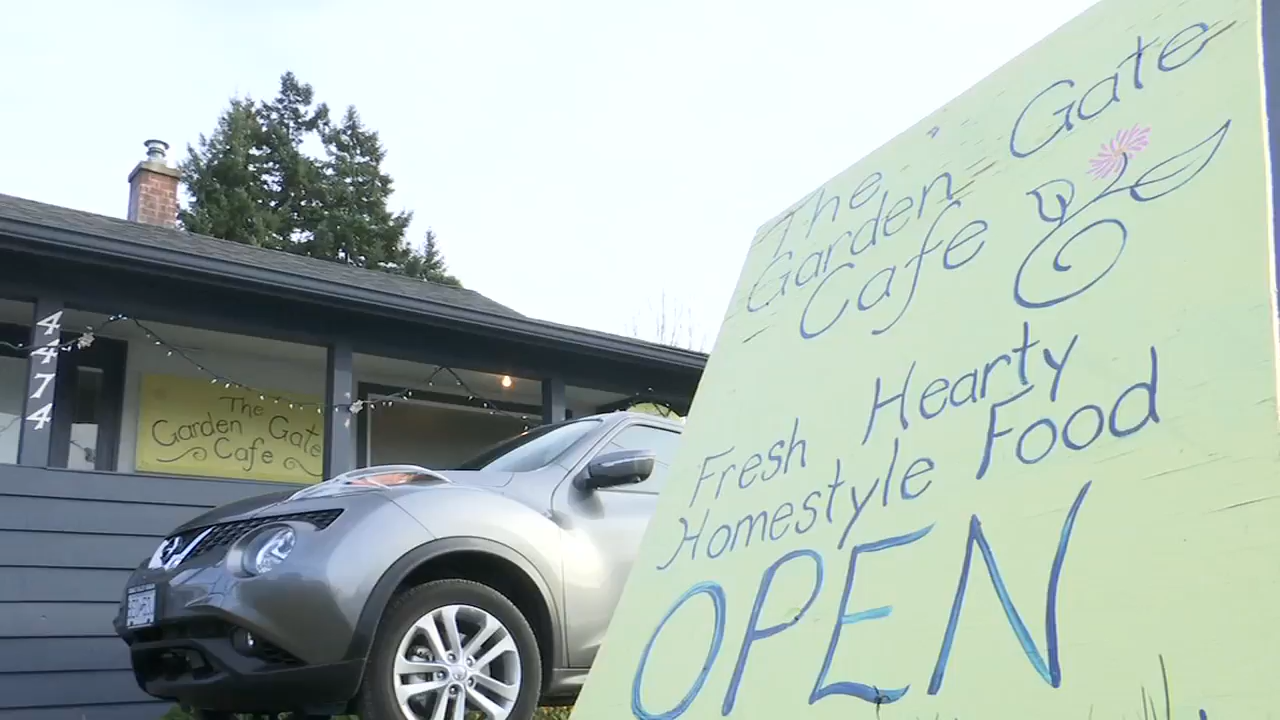 The
Garden Gate
Cafe
Fresh Hearty
Homestyle Food
OPEN
4474
The
Garden Gate
Cafe